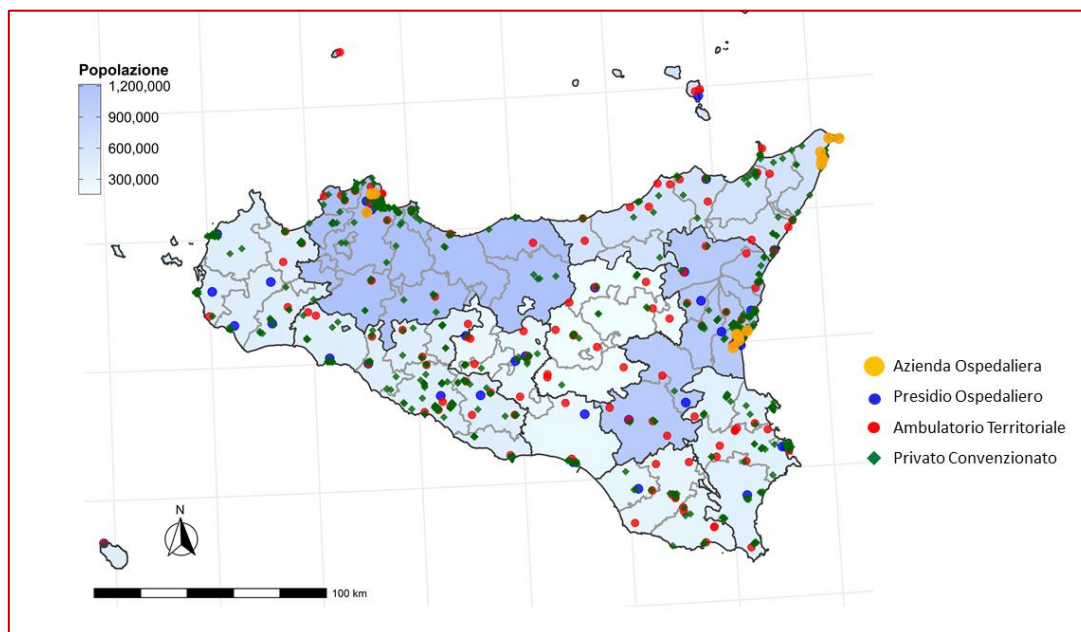 Popolazione
1,200,000
900,000
600,000
300,000
Azienda Ospedaliera
Presidio Ospedaliero
Ambulatorio Territoriale
Privato Convenzionato
N
100 km